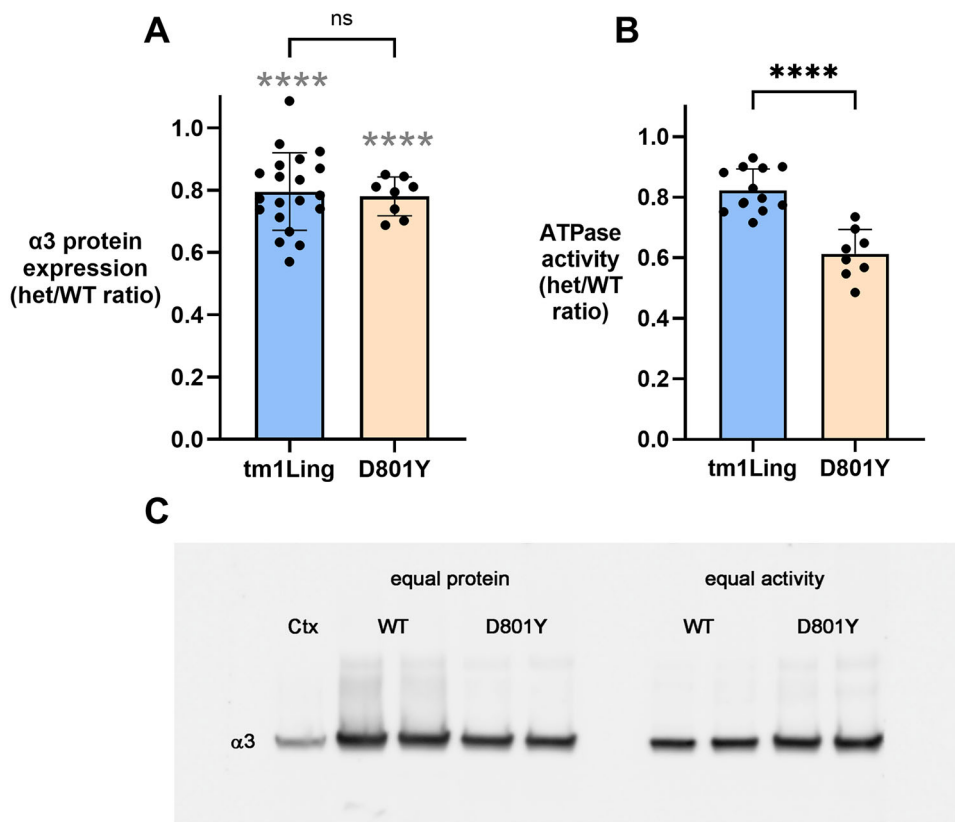 A
ns
****
****
1.0
0.8
0.6
0.4
0.2
0.0
α3 protein
expression
(het/WT ratio)
tm1Ling D801Y
B
****
1.0
0.8
0.6
0.4
0.2
0.0
ATPase
activity
(het/WT
ratio)
tm1Ling D801Y
C
equal protein equal activity
Ctx WT D801Y WT D801Y
α3